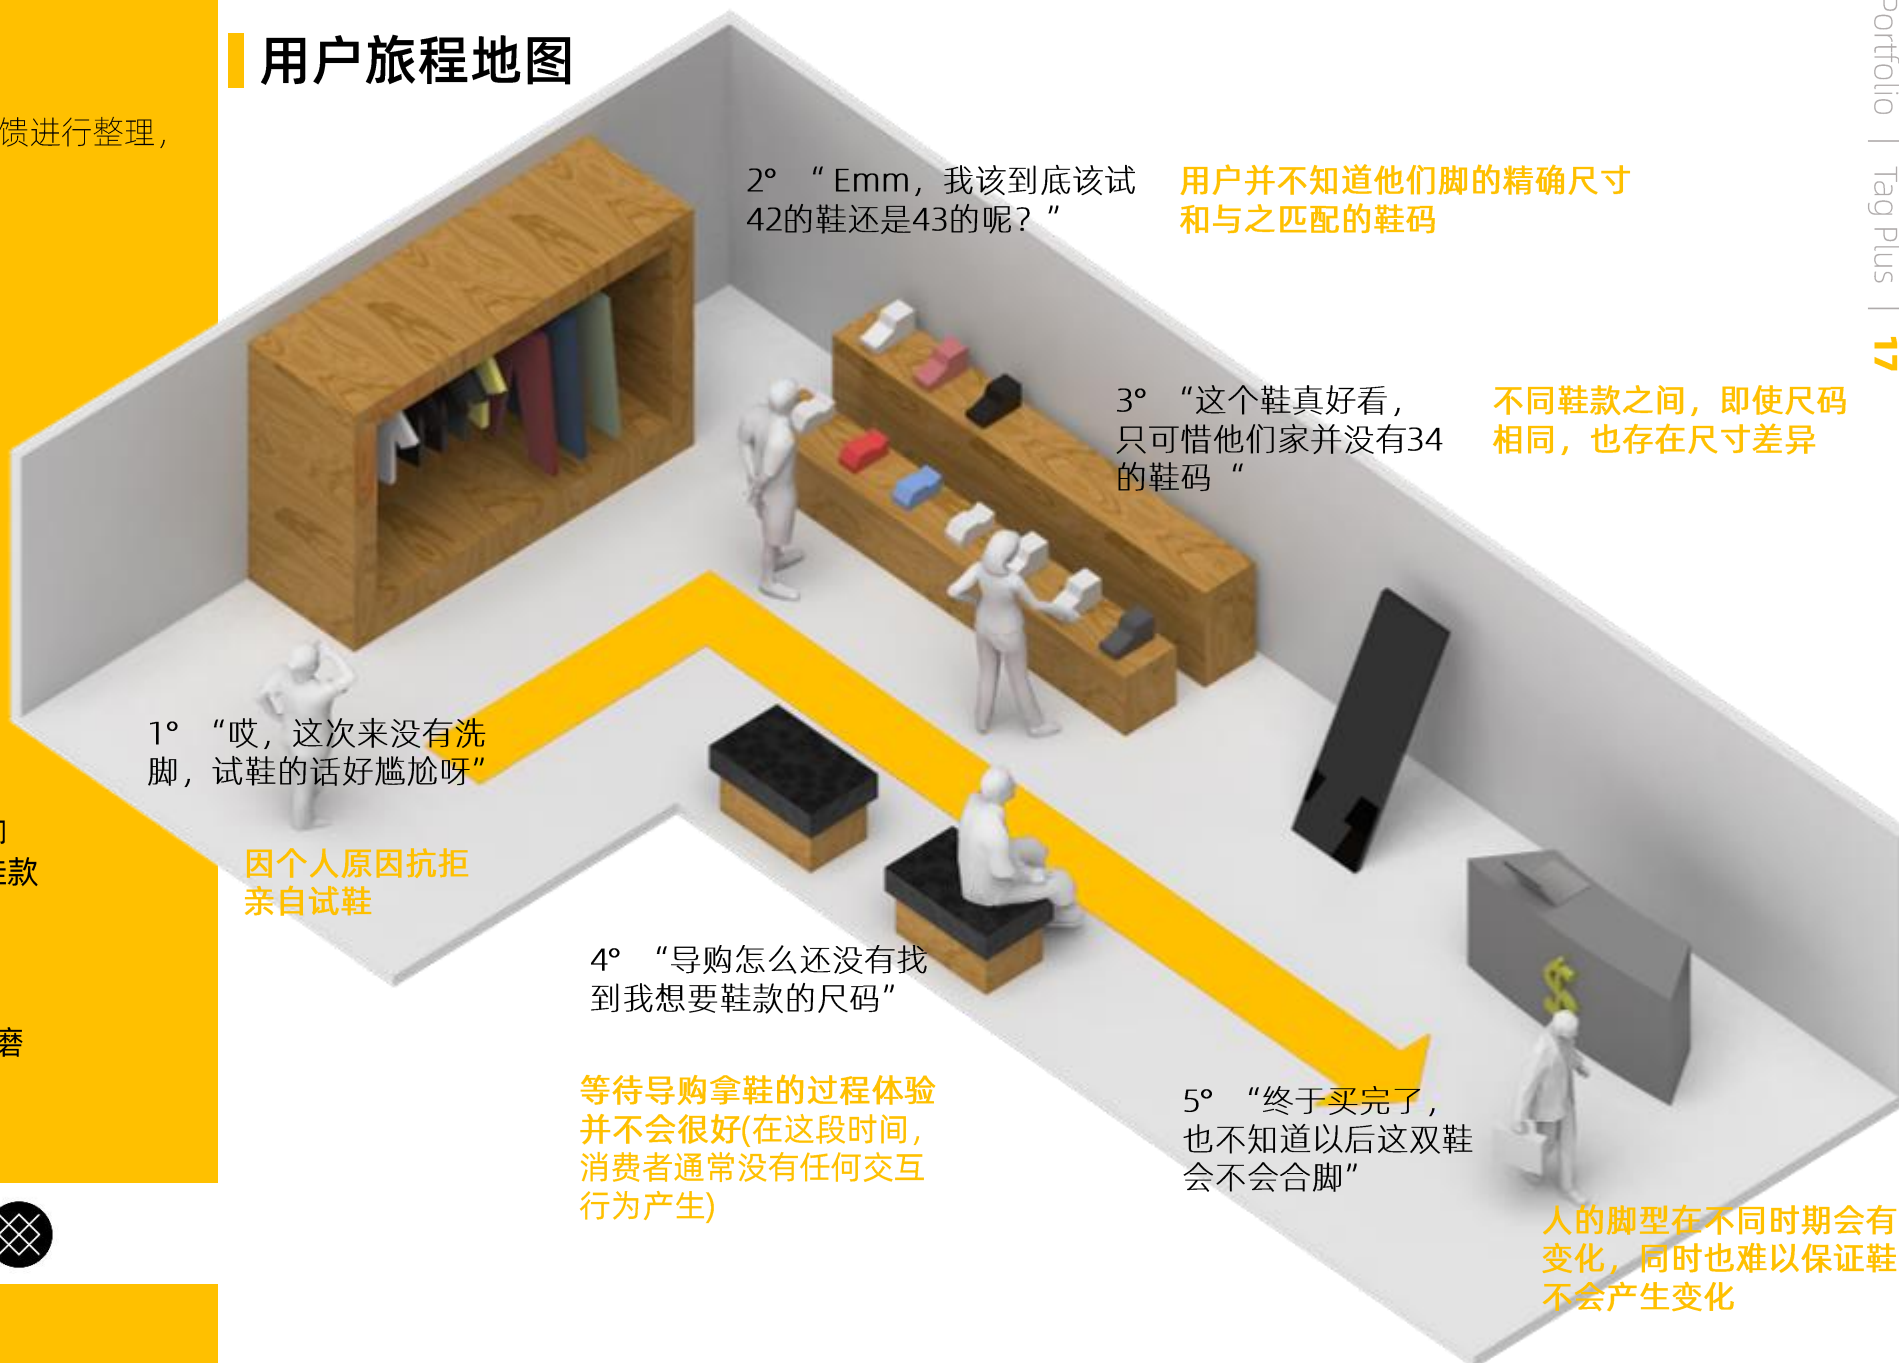 用户旅程地图
馈进行整理，
2° “ Emm，我该到底该试
42的鞋还是43的呢？”
用户并不知道他们脚的精确尺寸
和与之匹配的鞋码
3° “这个鞋真好看，
只可惜他们家并没有34
的鞋码 “
不同鞋款之间，即使尺码
相同，也存在尺寸差异
1° “哎，这次来没有洗
脚，试鞋的话好尴尬呀”
因个人原因抗拒
亲自试鞋
款
磨
4° “导购怎么还没有找
到我想要鞋款的尺码”
等待导购拿鞋的过程体验
并不会很好(在这段时间，
消费者通常没有任何交互
行为产生)
5° “终于买完了，
也不知道以后这双鞋
会不会合脚”
人的脚型在不同时期会有
变化，同时也难以保证鞋
不会产生变化
$
Portfolio | Tag Plus | 17